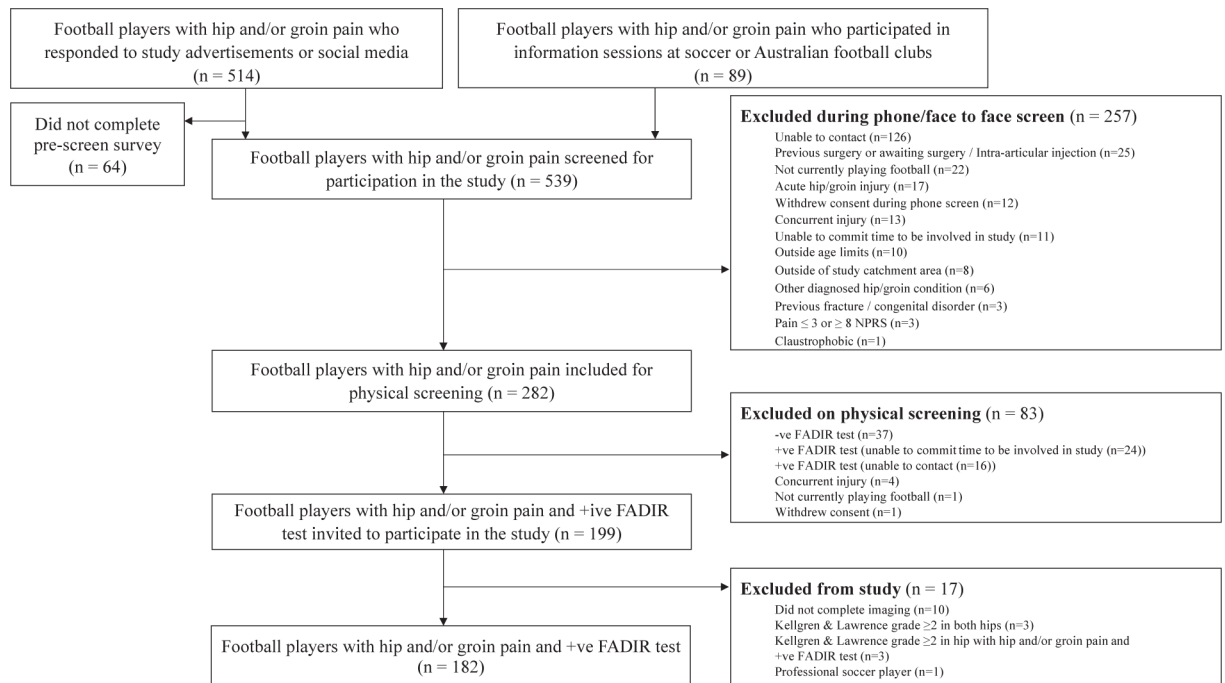 Football players with hip and/or groin pain who
responded to study advertisements or social media
(n = 514)
Football players with hip and/or groin pain who participated in
information sessions at soccer or Australian football clubs
(n = 89)
Did not complete
pre-screen survey
(n = 64)
Football players with hip and/or groin pain screened for
participation in the study (n = 539)
Excluded during phone/face to face screen (n = 257)
Unable to contact (n=126)
Previous surgery or awaiting surgery / Intra-articular injection (n=25)
Not currently playing football (n=22)
Acute hip/groin injury (n=17)
Withdrew consent during phone screen (n=12)
Concurrent injury (n=13)
Unable to commit time to be involved in study (n=11)
Outside age limits (n=10)
Outside of study catchment area (n=8)
Other diagnosed hip/groin condition (n=6)
Previous fracture / congenital disorder (n=3)
Pain ≤ 3 or ≥ 8 NPRS (n=3)
Claustrophobic (n=1)
Football players with hip and/or groin pain included for
physical screening (n = 282)
Excluded on physical screening (n = 83)
-ve FADIR test (n=37)
+ve FADIR test (unable to commit time to be involved in study (n=24))
+ve FADIR test (unable to contact (n=16))
Concurrent injury (n=4)
Not currently playing football (n=1)
Withdrew consent (n=1)
Football players with hip and/or groin pain and +ive FADIR
test invited to participate in the study (n = 199)
Excluded from study (n = 17)
Did not complete imaging (n=10)
Kellgren & Lawrence grade ≥2 in both hips (n=3)
Kellgren & Lawrence grade ≥2 in hip with hip and/or groin pain and
+ve FADIR test (n=3)
Professional soccer player (n=1)
Football players with hip and/or groin pain and +ve FADIR test
(n = 182)